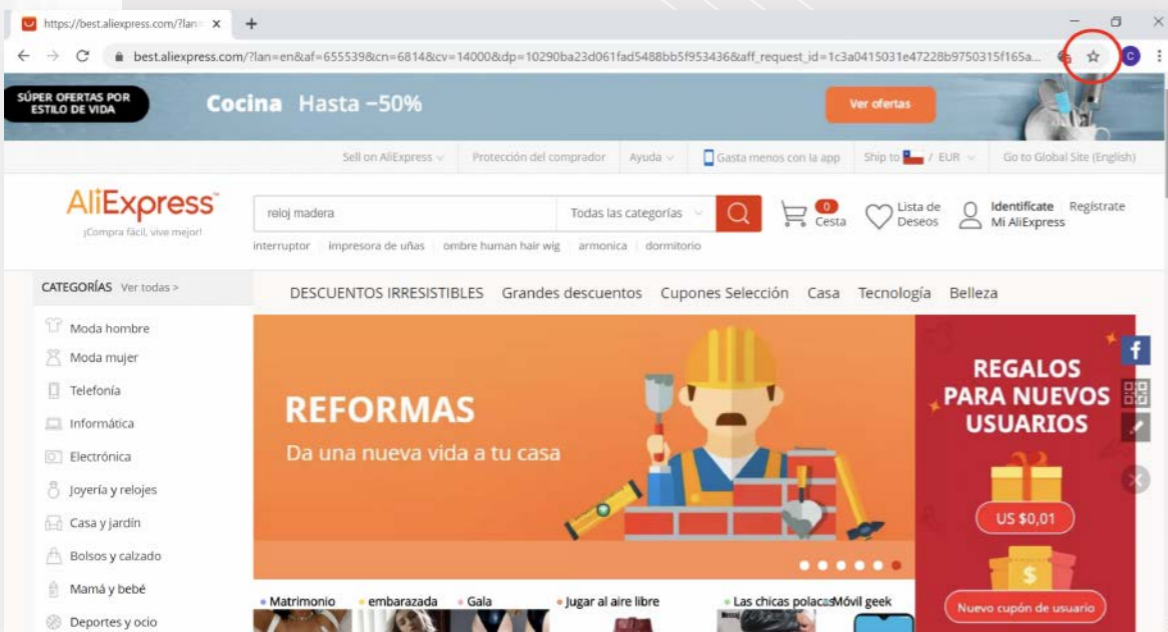 https://best.aliexpress.com/?lan=
best.aliexpress.com/?lan=en&af=655539&cn=6814&cv=14000&dp=10290ba23d061fad5488bb5f953436&aff_request_id=1c3a0415031e47228b9750315f165a...
C
SÚPER OFERTAS POR
ESTILO DE VIDA
Cocina Hasta −50%
Ver ofertas
Sell on AliExpress
Protección del comprador
Ayuda
Gasta menos con la app
Ship to / EUR
Go to Global Site (English)
AliExpress™
¡Compra fácil, vive mejor!
reloj madera
Todas las categorías
0
Cesta
Lista de
Deseos
Identifícate Regístrate
Mi AliExpress
interruptor impresora de uñas ombre human hair wig armonica dormitorio
CATEGORÍAS Ver todas >
DESCUENTOS IRRESISTIBLES Grandes descuentos Cupones Selección Casa Tecnología Belleza
Moda hombre
Moda mujer
Telefonía
Informática
Electrónica
Joyería y relojes
Casa y jardín
Bolsos y calzado
Mamá y bebé
Deportes y ocio
REFORMAS
Da una nueva vida a tu casa
REGALOS
PARA NUEVOS
USUARIOS
US $0,01
$
Nuevo cupón de usuario
f
Matrimonio embarazada Gala Jugar al aire libre Las chicas polacas Móvil geek